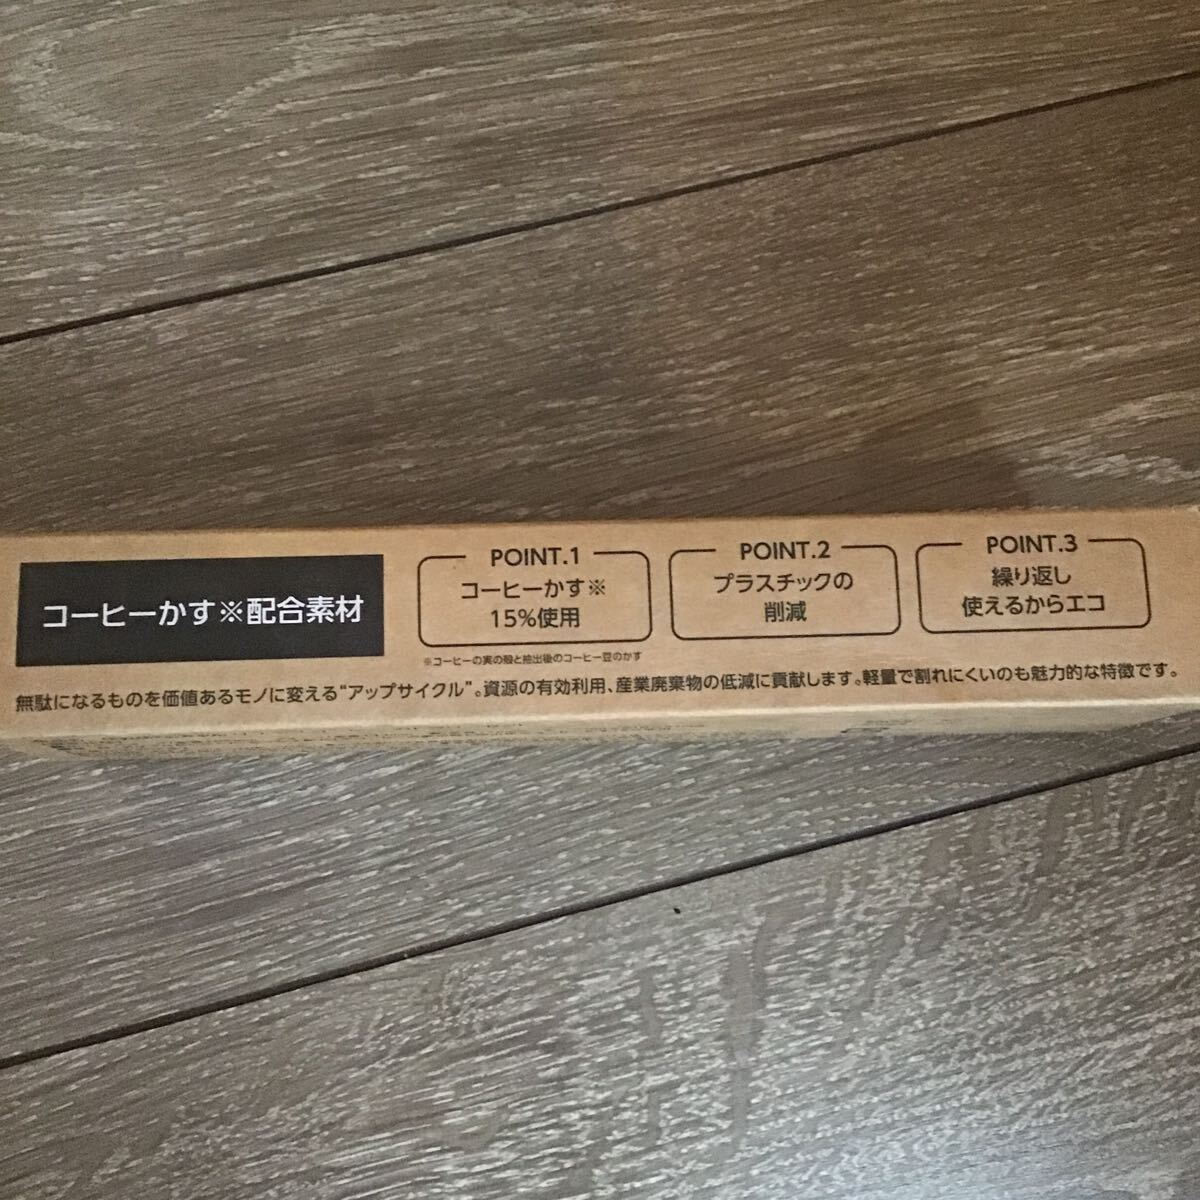 コーヒーかす※配合素材
POINT.1
コーヒーかす※
15%使用
※コーヒーの実の殻と抽出後のコーヒー豆のかす
POINT.2
プラスチックの
削減
POINT.3
繰り返し
使えるからエコ
無駄になるものを価値あるモノに変える“アップサイクル”。資源の有効利用、産業廃棄物の低減に貢献します。軽量で割れにくいのも魅力的な特徴です。